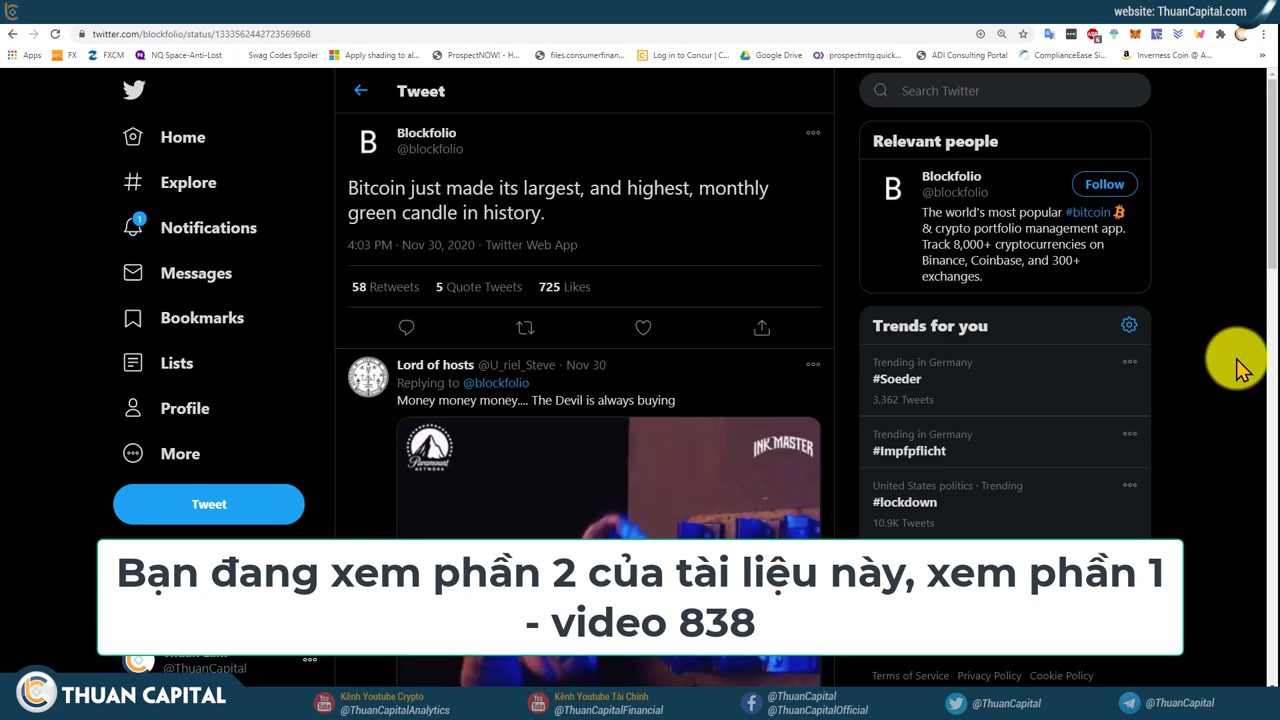 website: ThuanCapital.com
twitter.com/blockfolio/status/1333562442723569668
Apps
FX
FXCM
NQ Space-Anti-Lost
Swag Codes Spoiler
Apply shading to al...
ProspectNOW! - H...
files.consumerfinan...
Log in to Concur | C...
Google Drive
prospectmtg.quick...
ADI Consulting Portal
ComplianceEase Si...
Inverness Coin @ A...
Home
Explore
1
Notifications
Messages
Bookmarks
Lists
Profile
More
Tweet
@ThuanCapital
Tweet
B
Blockfolio
@blockfolio
Bitcoin just made its largest, and highest, monthly
green candle in history.
4:03 PM · Nov 30, 2020 · Twitter Web App
58 Retweets 5 Quote Tweets 725 Likes
Lord of hosts @U_riel_Steve · Nov 30
Replying to @blockfolio
Money money money.... The Devil is always buying
Paramount
NETWORK
INK MASTER
Search Twitter
Relevant people
B
Blockfolio
@blockfolio
Follow
The world's most popular #bitcoin
& crypto portfolio management app.
Track 8,000+ cryptocurrencies on
Binance, Coinbase, and 300+
exchanges.
Trends for you
Trending in Germany
#Soeder
3,362 Tweets
Trending in Germany
#Impfpflicht
United States politics · Trending
#lockdown
10.9K Tweets
Terms of Service Privacy Policy Cookie Policy
Bạn đang xem phần 2 của tài liệu này, xem phần 1
- video 838
THUAN CAPITAL
Kênh Youtube Crypto
@ThuanCapitalAnalytics
Kênh Youtube Tài Chính
@ThuanCapitalFinancial
@ThuanCapital
@ThuanCapitalOfficial
@ThuanCapital
@ThuanCapital